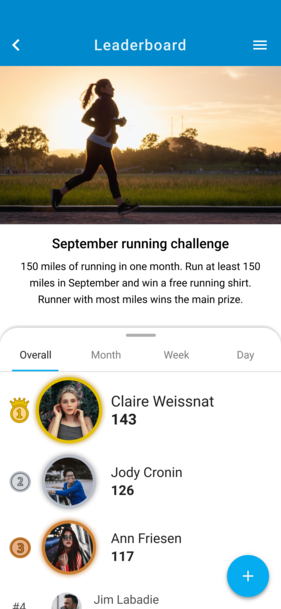 Leaderboard
September running challenge
150 miles of running in one month. Run at least 150
miles in September and win a free running shirt.
Runner with most miles wins the main prize.
Overall Month Week Day
1
Claire Weissnat
143
2
Jody Cronin
126
3
Ann Friesen
117
#4
Jim Labadie